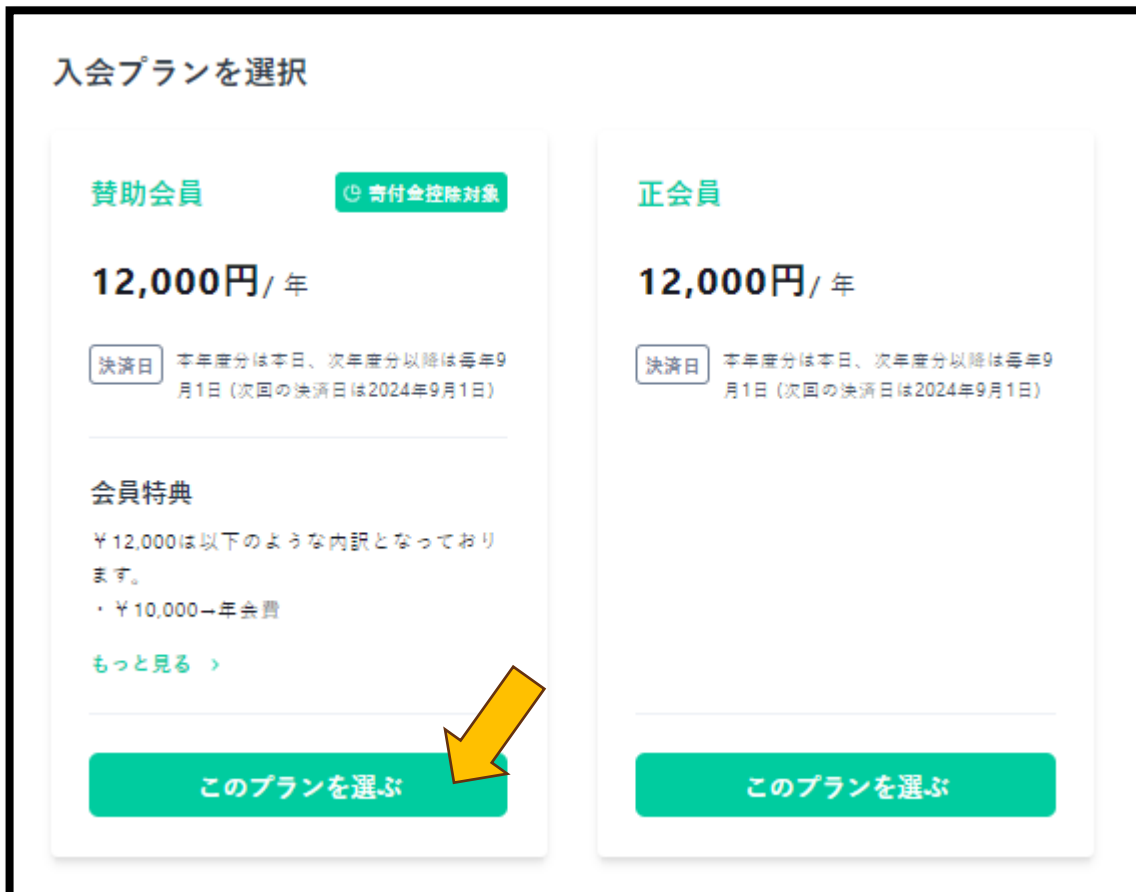 入会プランを選択
賛助会員
寄付金控除対象
12,000円/ 年
決済日
本年度分は本日、次年度分以降は毎年9
月1日 (次回の決済日は2024年9月1日)
会員特典
￥12,000は以下のような内訳となっており
ます。
・￥10,000→年会費
もっと見る ›
このプランを選ぶ
正会員
12,000円/ 年
決済日
本年度分は本日、次年度分以降は毎年9
月1日 (次回の決済日は2024年9月1日)
このプランを選ぶ